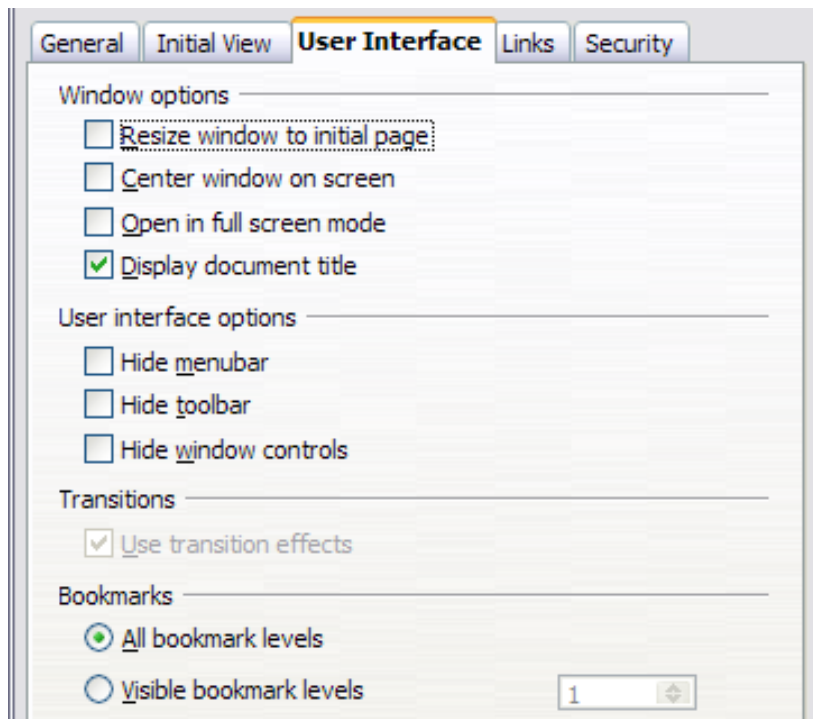 General Initial View User Interface Links Security
Window options
Resize window to initial page
Center window on screen
Open in full screen mode
Display document title
User interface options
Hide menubar
Hide toolbar
Hide window controls
Transitions
Use transition effects
Bookmarks
All bookmark levels
Visible bookmark levels 1